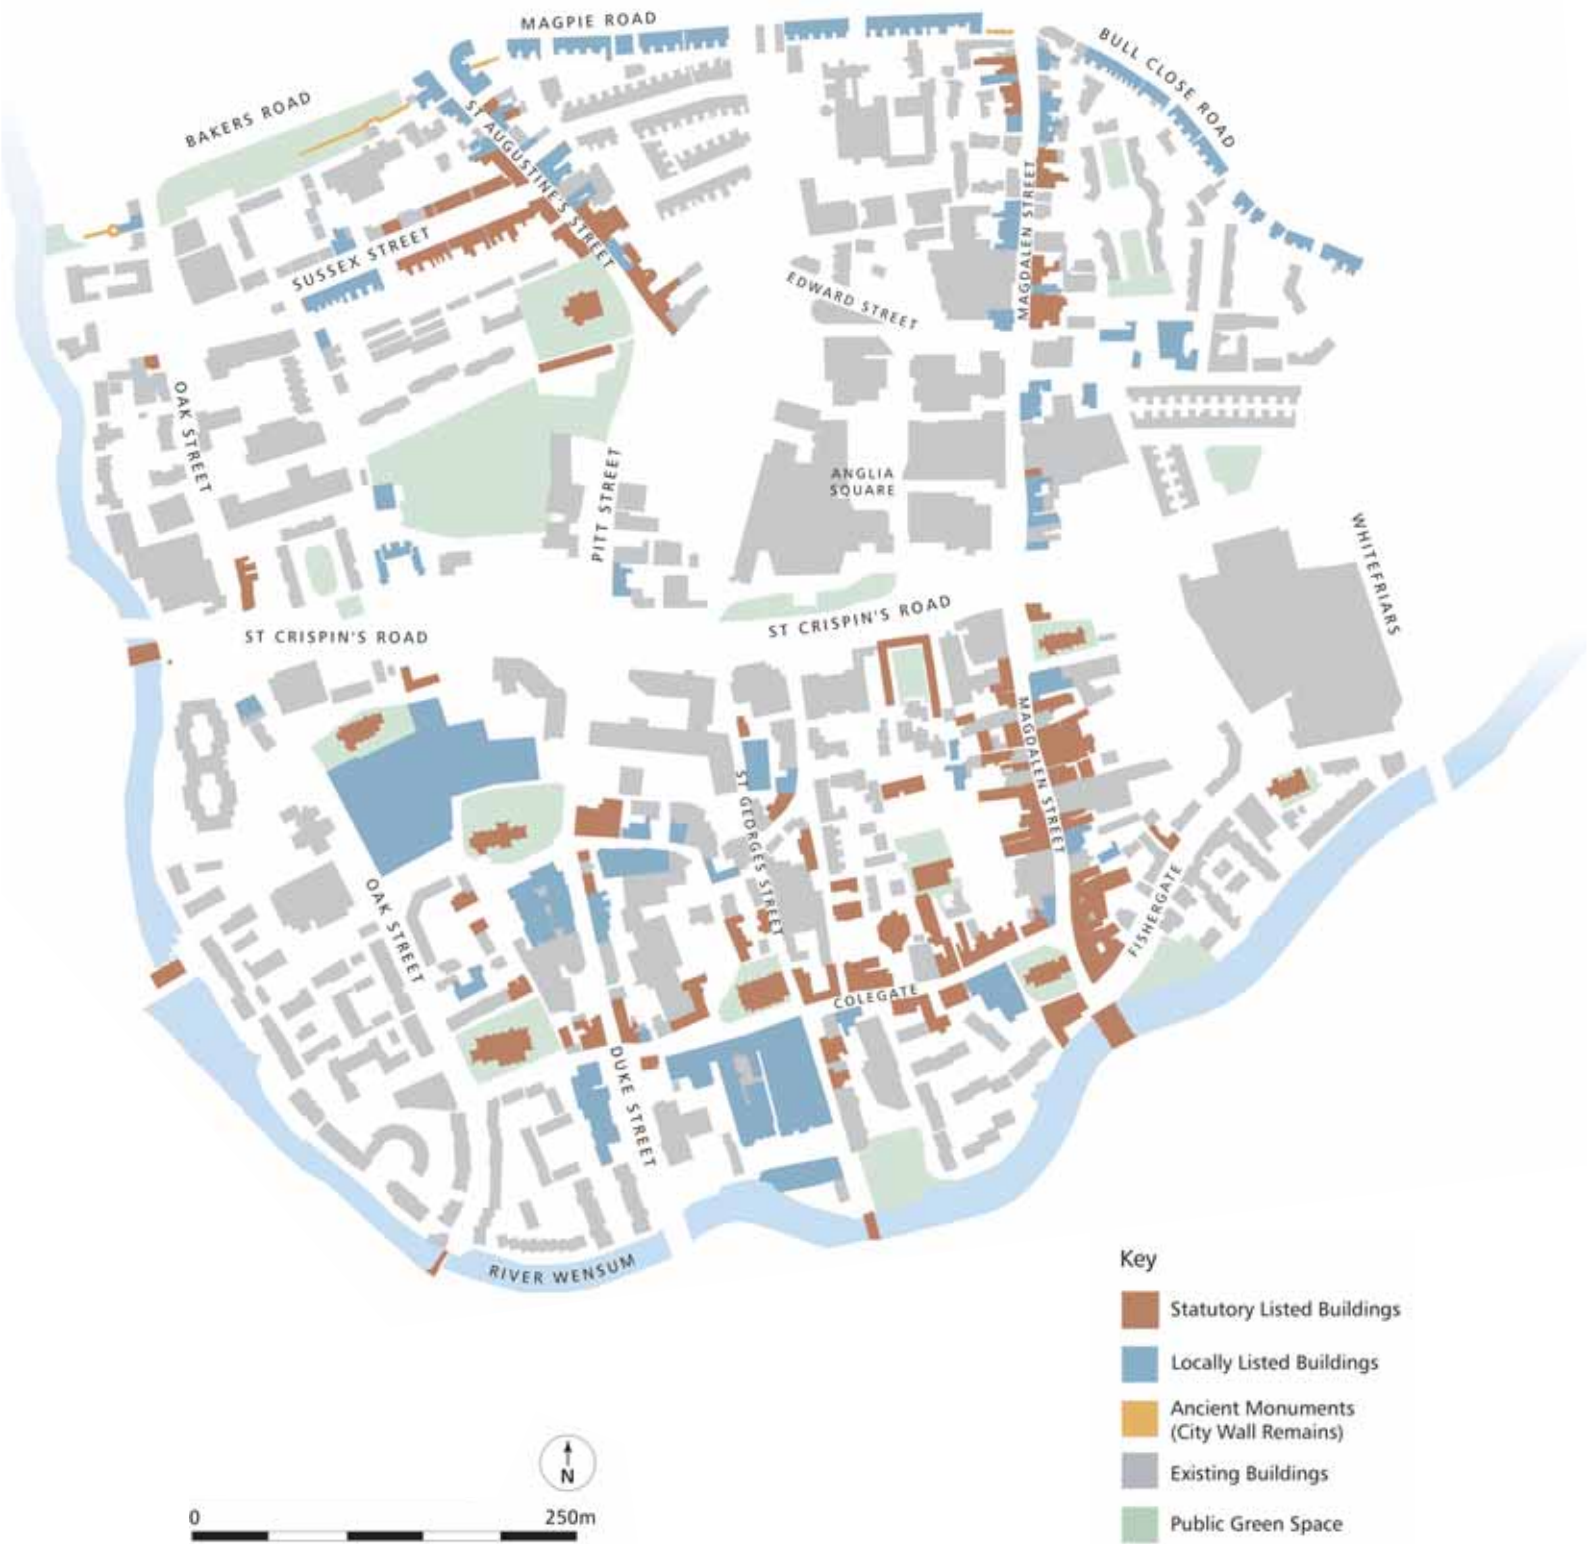 MAGPIE ROAD
BULL CLOSE ROAD
BAKERS ROAD
ST AUGUSTINE'S STREET
MAGDALEN STREET
SUSSEX STREET
EDWARD STREET
OAK STREET
PITT STREET
ANGLIA
SQUARE
WHITEFRIARS
ST CRISPIN'S ROAD
ST CRISPIN'S ROAD
MAGDALEN STREET
ST GEORGES STREET
OAK STREET
FISHERGATE
COLEGATE
DUKE STREET
RIVER WENSUM
Key
Statutory Listed Buildings
Locally Listed Buildings
Ancient Monuments
(City Wall Remains)
Existing Buildings
Public Green Space
N
0 250m